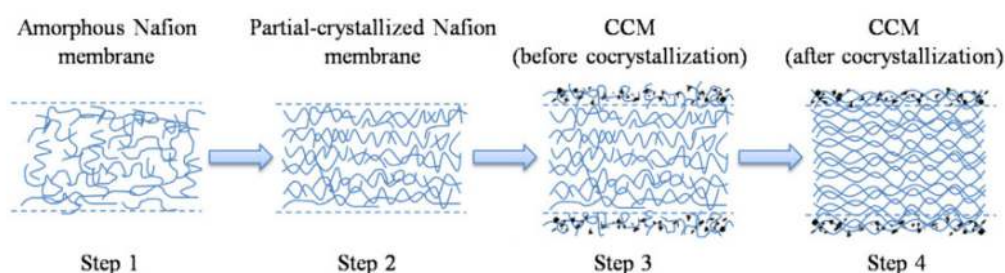 Amorphous Nafion
membrane
Partial-crystallized Nafion
membrane
CCM
(before cocrystallization)
CCM
(after cocrystallization)
Step 1
Step 2
Step 3
Step 4